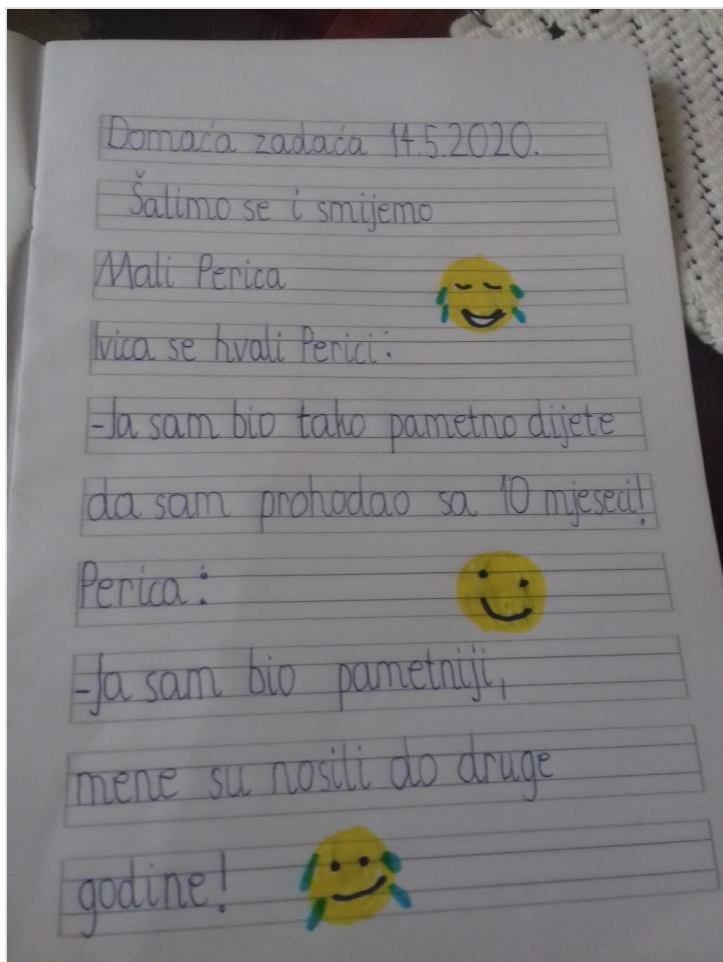 Domaća zadaća 14.5.2020.
Šalimo se i smijemo
Mali Perica
Ivica se hvali Perici:
-Ja sam bio tako pametno dijete
da sam prohodao sa 10 mjeseci!
Perica:
-Ja sam bio pametniji,
mene su nosili do druge
godine!